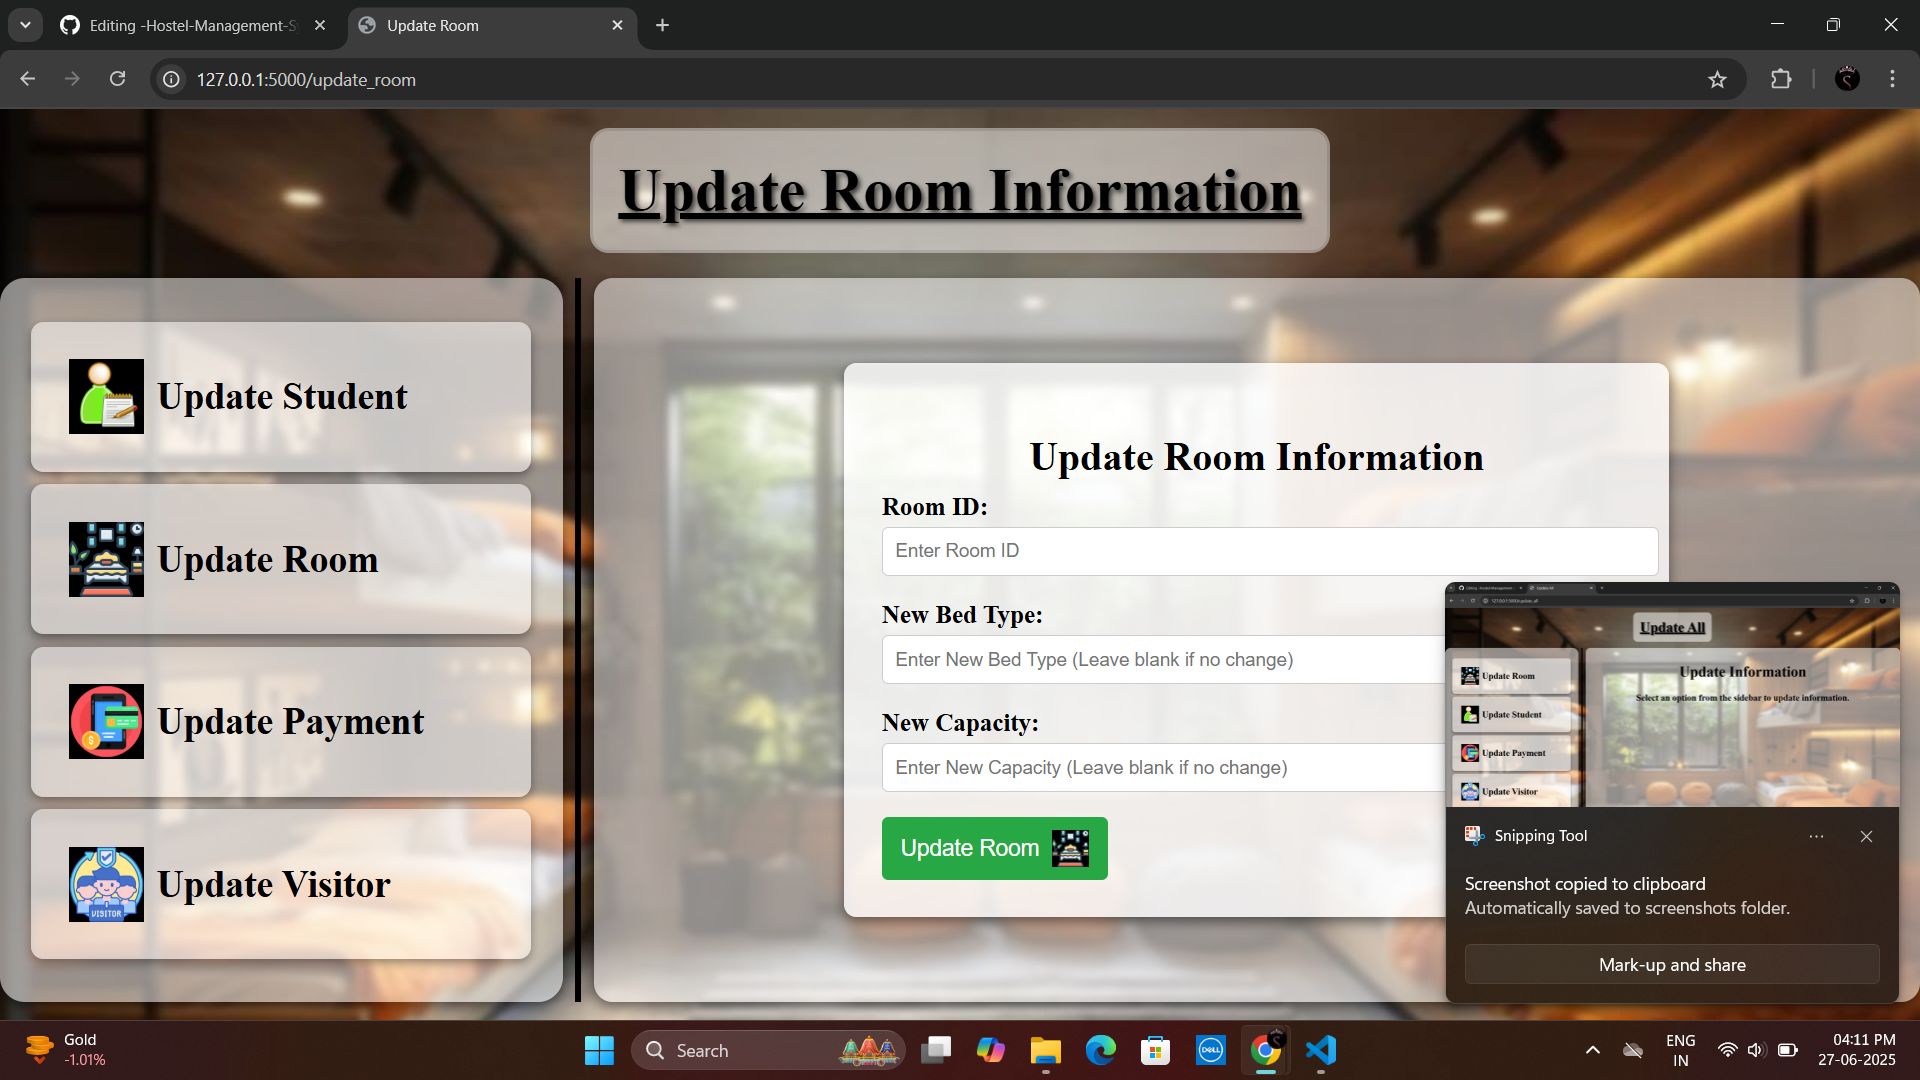 Editing -Hostel-Management-S
Update Room
127.0.0.1:5000/update_room
Update Room Information
Update Student
Update Room
Update Payment
VISITOR
Update Visitor
Update Room Information
Room ID:
Enter Room ID
New Bed Type:
Enter New Bed Type (Leave blank if no change)
New Capacity:
Enter New Capacity (Leave blank if no change)
Update Room
Update All
Update Room
Update Student
Update Payment
Update Visitor
Update Information
Select an option from the sidebar to update information.
Snipping Tool
Screenshot copied to clipboard
Automatically saved to screenshots folder.
Mark-up and share
Gold
-1.01%
Search
DELL
ENG
IN
04:11 PM
27-06-2025